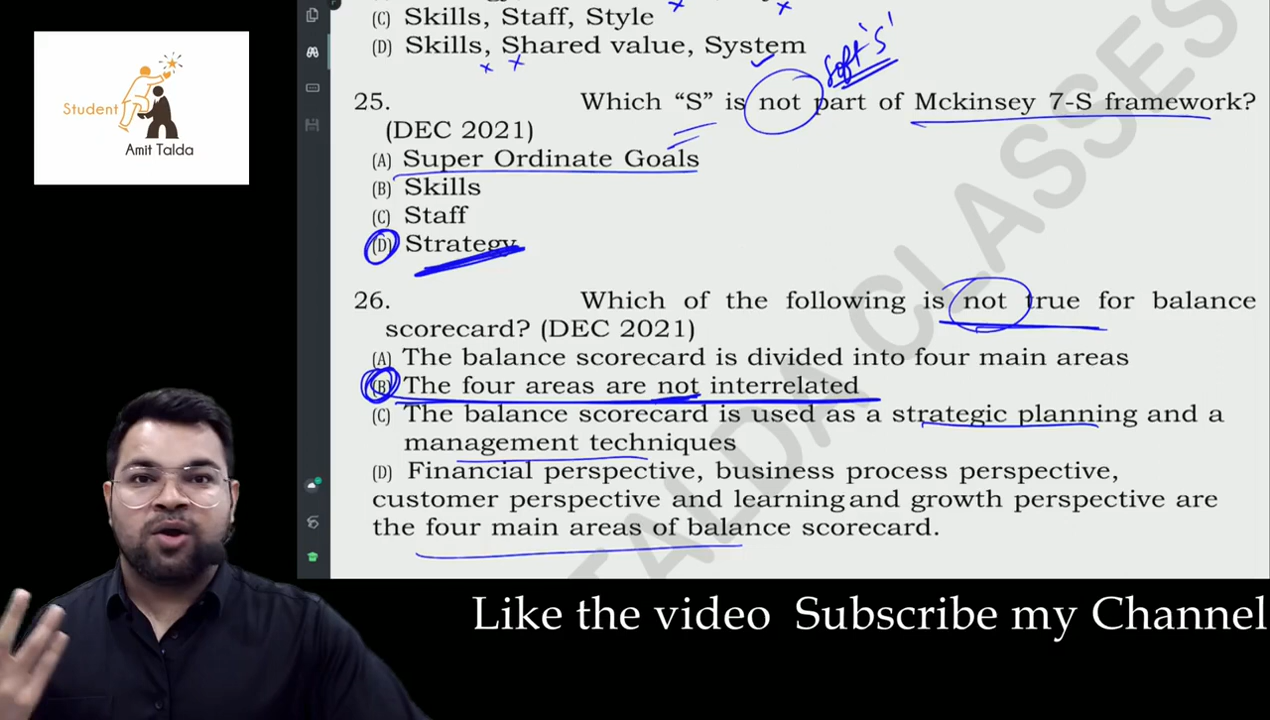 (C) Skills, Staff, Style
(D) Skills, Shared value, System
Soft 'S'
25. Which “S” is not part of Mckinsey 7-S framework?
(DEC 2021)
(A) Super Ordinate Goals
(B) Skills
(C) Staff
(D) Strategy
26. Which of the following is not true for balance
scorecard? (DEC 2021)
(A) The balance scorecard is divided into four main areas
(B) The four areas are not interrelated
(C) The balance scorecard is used as a strategic planning and a
management techniques
(D) Financial perspective, business process perspective,
customer perspective and learning and growth perspective are
the four main areas of balance scorecard.
Student
Amit Talda
TALDA CLASSES
Like the video Subscribe my Channel